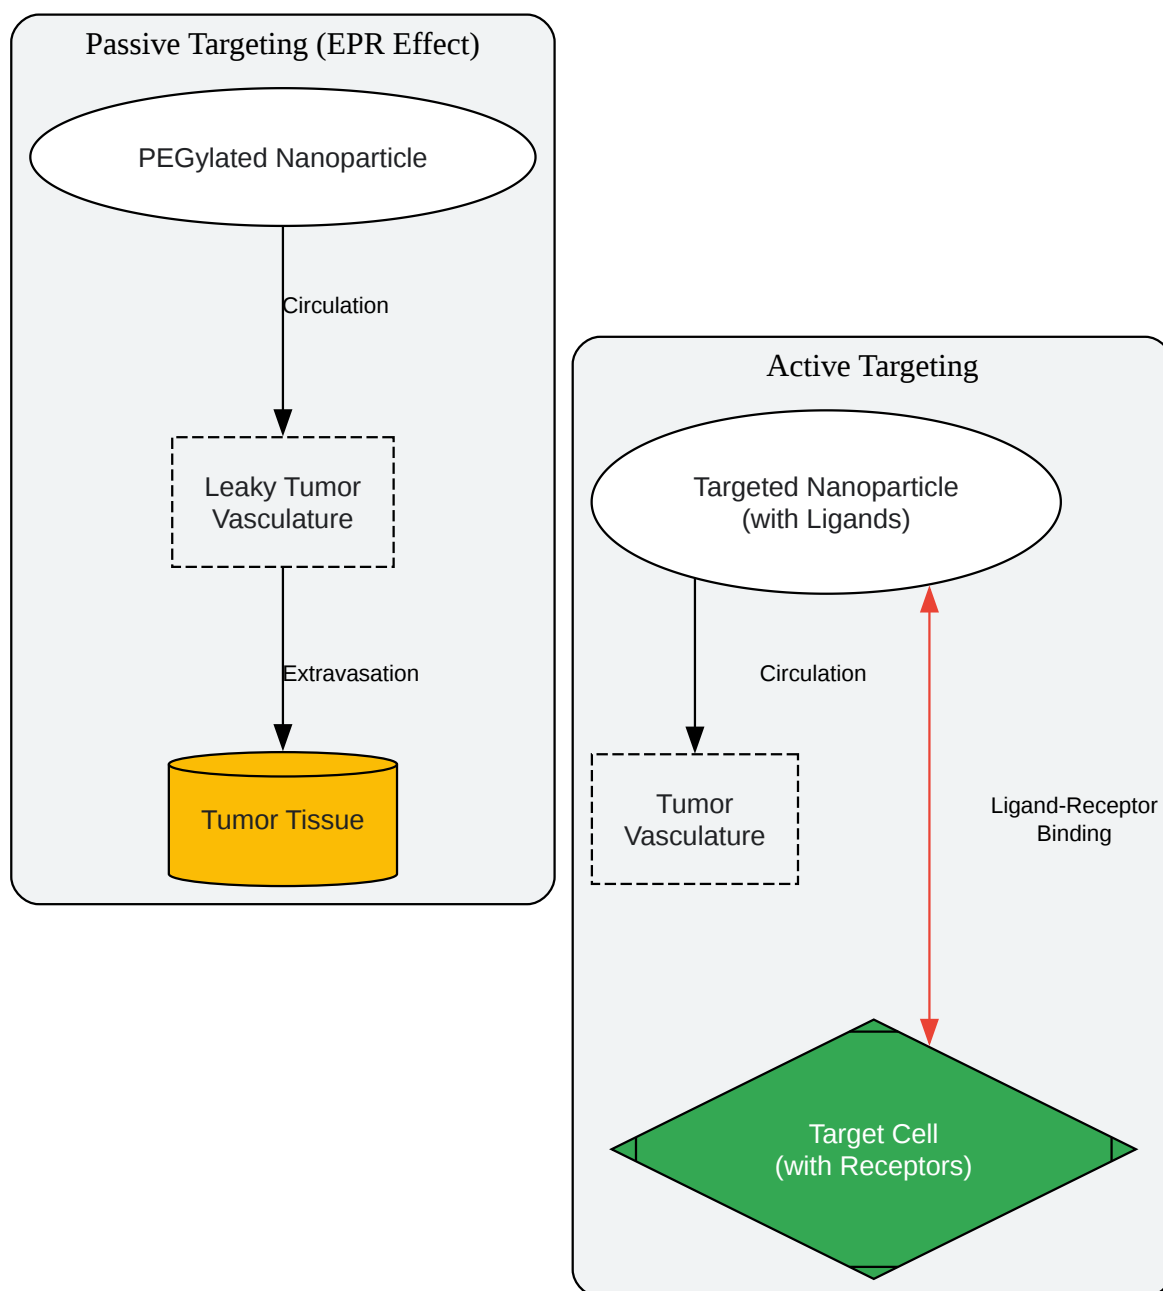 Passive Targeting (EPR Effect)
PEGylated Nanoparticle
Circulation
Leaky Tumor
Vasculature
Extravasation
Tumor Tissue
Active Targeting
Targeted Nanoparticle
(with Ligands)
Circulation
Tumor
Vasculature
Ligand-Receptor
Binding
Target Cell
(with Receptors)